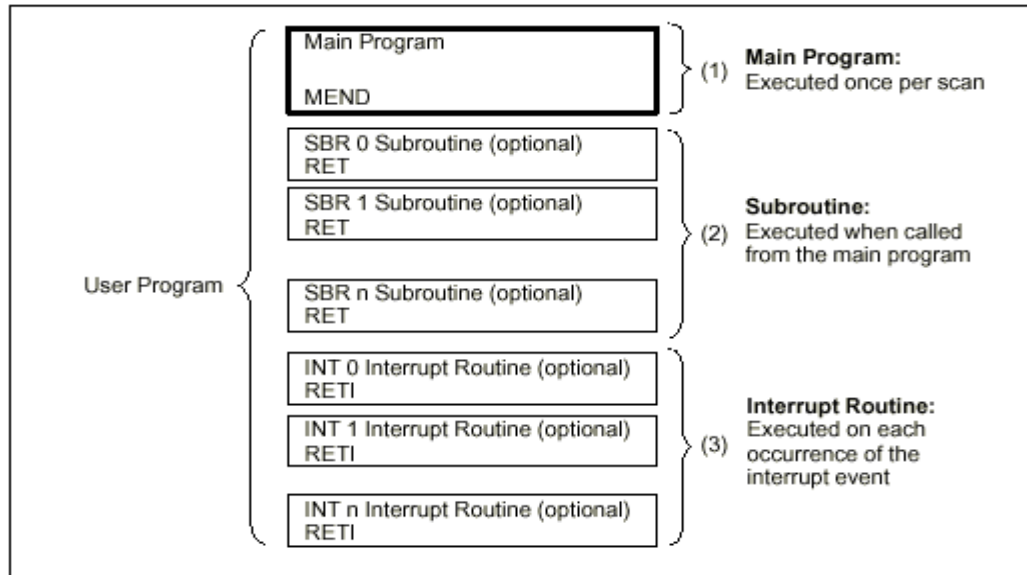 Main Program
MEND
(1)
Main Program:
Executed once per scan
SBR 0 Subroutine (optional)
RET
SBR 1 Subroutine (optional)
RET
(2)
Subroutine:
Executed when called
from the main program
User Program
SBR n Subroutine (optional)
RET
INT 0 Interrupt Routine (optional)
RETI
INT 1 Interrupt Routine (optional)
RETI
(3)
Interrupt Routine:
Executed on each
occurrence of the
interrupt event
INT n Interrupt Routine (optional)
RETI